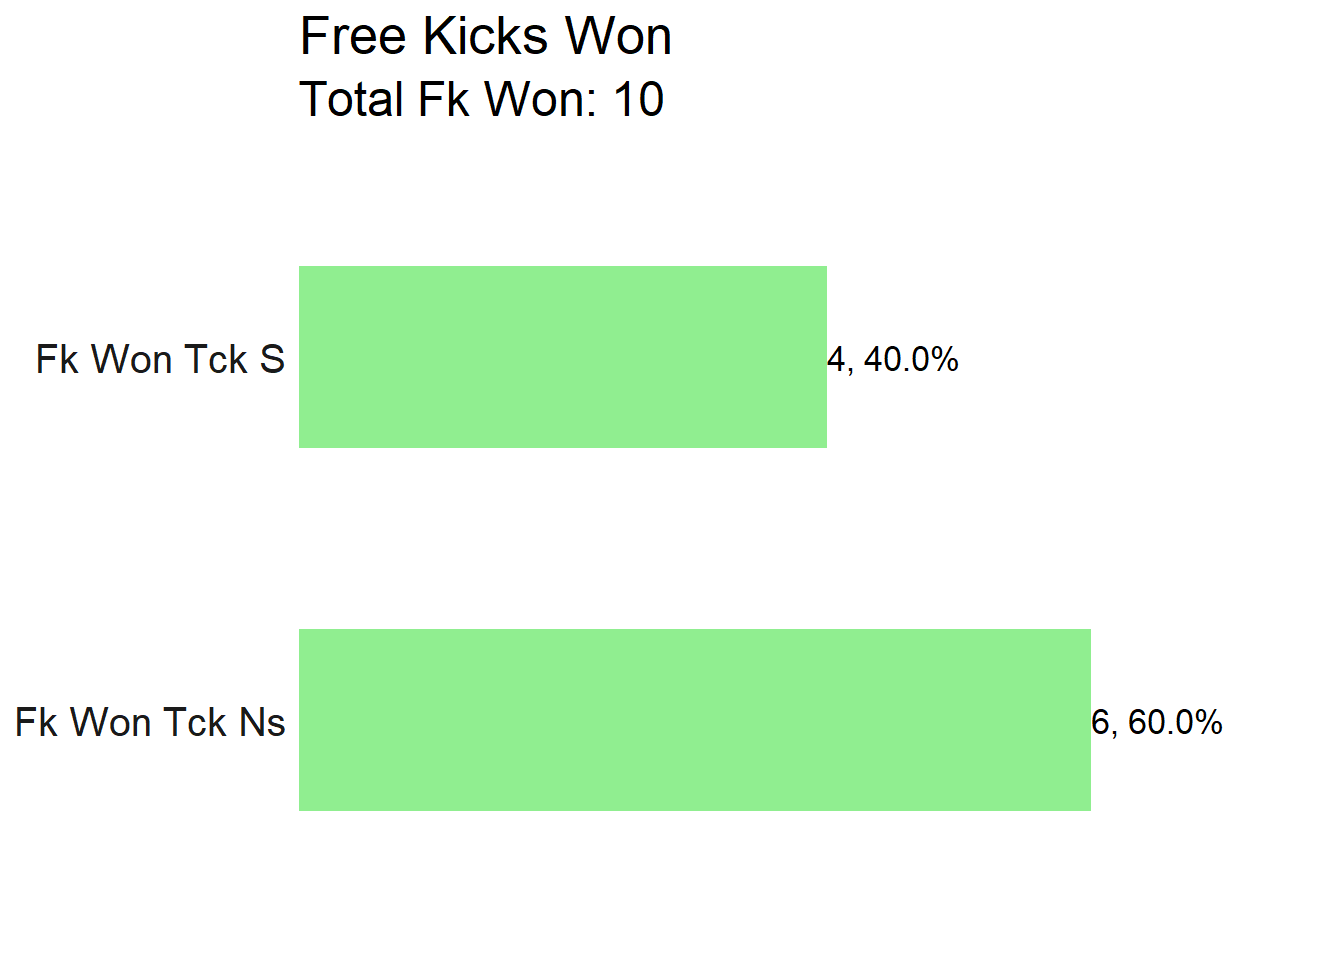 Free Kicks Won
Total Fk Won: 10
Fk Won Tck S
4, 40.0%
Fk Won Tck Ns
6, 60.0%